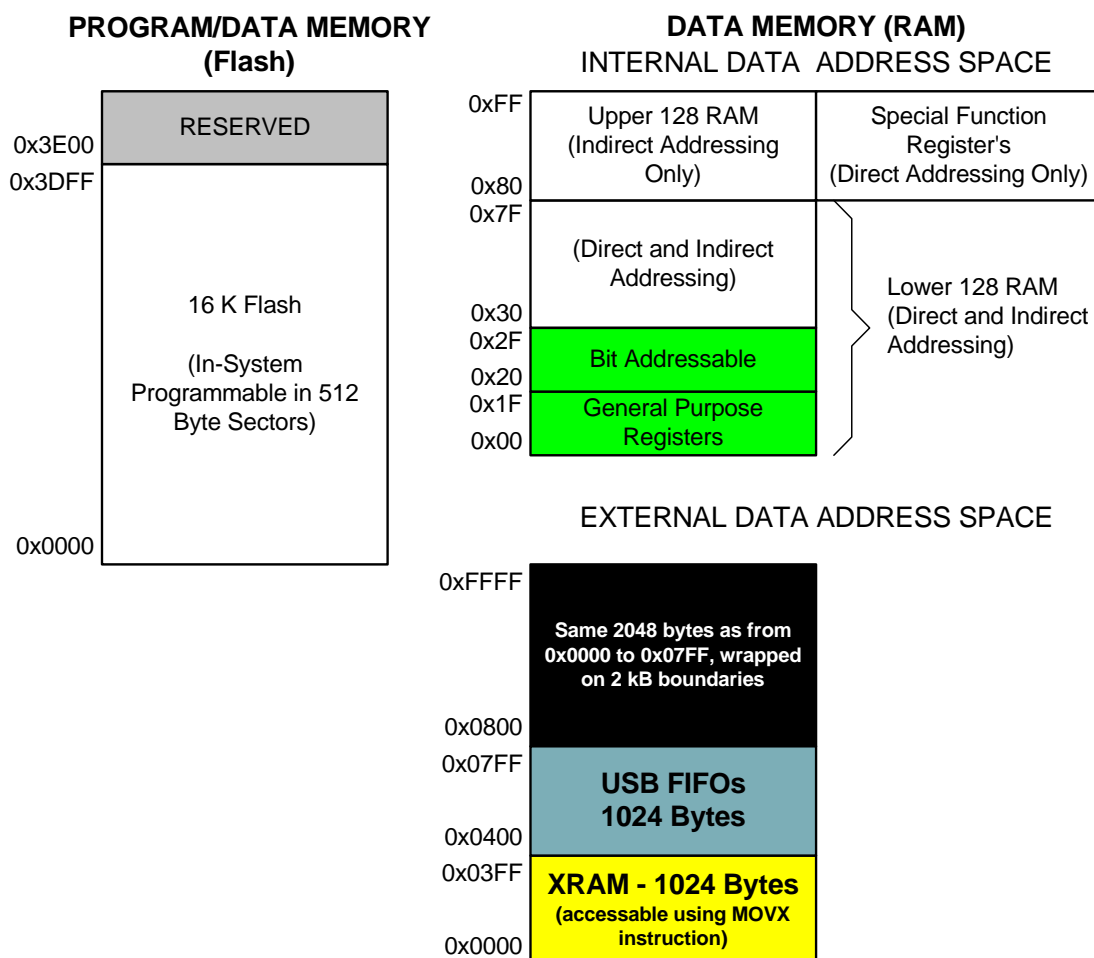 PROGRAM/DATA MEMORY
(Flash)
RESERVED
0x3E00
0x3DFF
16 K Flash
(In-System
Programmable in 512
Byte Sectors)
0x0000
DATA MEMORY (RAM)
INTERNAL DATA ADDRESS SPACE
0xFF
Upper 128 RAM
(Indirect Addressing
Only)
Special Function
Register's
(Direct Addressing Only)
0x80
0x7F
(Direct and Indirect
Addressing)
0x30
Lower 128 RAM
(Direct and Indirect
Addressing)
0x2F
Bit Addressable
0x20
0x1F
General Purpose
Registers
0x00
EXTERNAL DATA ADDRESS SPACE
0xFFFF
Same 2048 bytes as from
0x0000 to 0x07FF, wrapped
on 2 kB boundaries
0x0800
0x07FF
USB FIFOs
1024 Bytes
0x0400
0x03FF
XRAM - 1024 Bytes
(accessable using MOVX
instruction)
0x0000